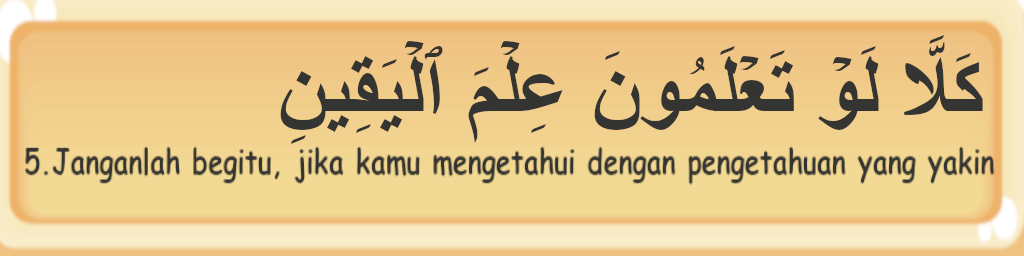 كَلَّا لَوْ تَعْلَمُونَ عِلْمَ ٱلْيَقِينِ
5.Janganlah begitu, jika kamu mengetahui dengan pengetahuan yang yakin